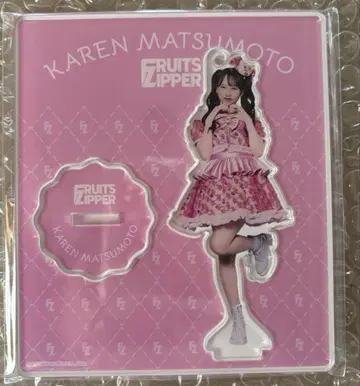 KAREN MATSUMOTO
FRUITS
ZIPPER
FRUITS
ZIPPER
KAREN MATSUMOTO